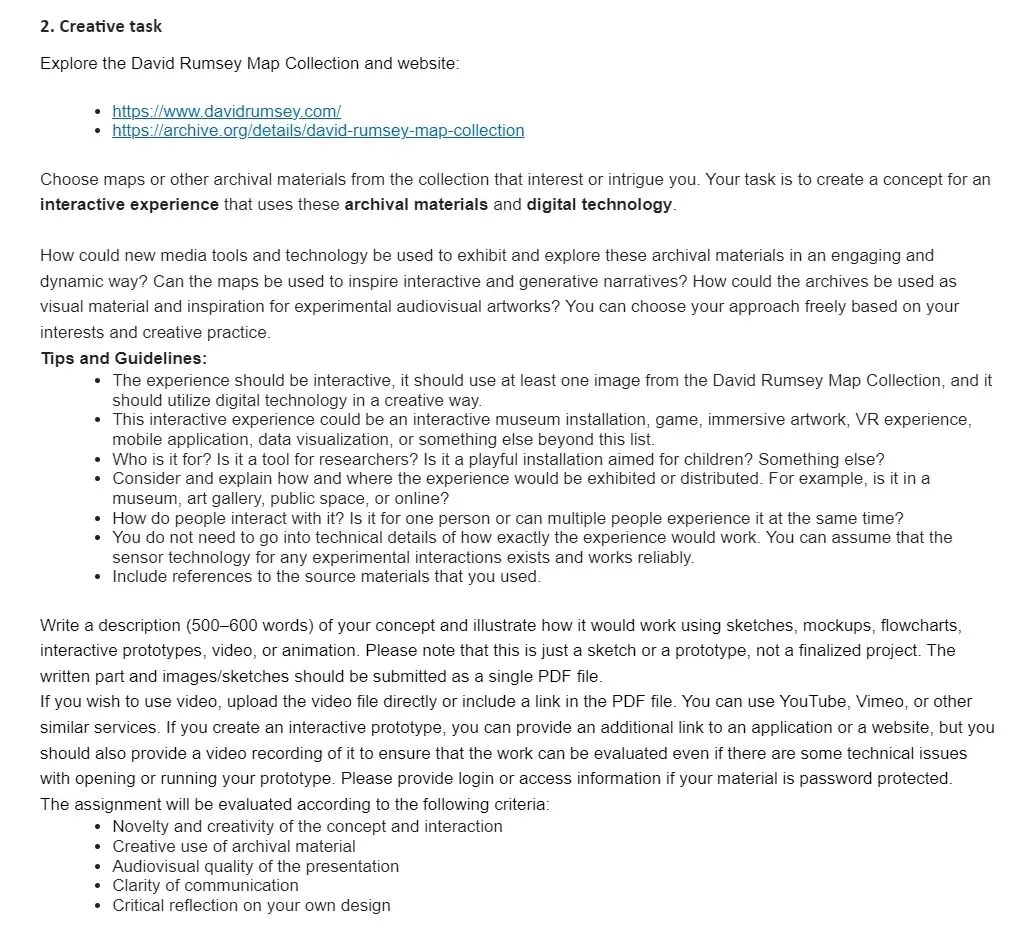 2. Creative task
Explore the David Rumsey Map Collection and website:
• https://www.davidrumsey.com/
• https://archive.org/details/david-rumsey-map-collection
Choose maps or other archival materials from the collection that interest or intrigue you. Your task is to create a concept for an
interactive experience that uses these archival materials and digital technology.
How could new media tools and technology be used to exhibit and explore these archival materials in an engaging and
dynamic way? Can the maps be used to inspire interactive and generative narratives? How could the archives be used as
visual material and inspiration for experimental audiovisual artworks? You can choose your approach freely based on your
interests and creative practice.
Tips and Guidelines:
• The experience should be interactive, it should use at least one image from the David Rumsey Map Collection, and it
should utilize digital technology in a creative way.
• This interactive experience could be an interactive museum installation, game, immersive artwork, VR experience,
mobile application, data visualization, or something else beyond this list.
• Who is it for? Is it a tool for researchers? Is it a playful installation aimed for children? Something else?
• Consider and explain how and where the experience would be exhibited or distributed. For example, is it in a
museum, art gallery, public space, or online?
• How do people interact with it? Is it for one person or can multiple people experience it at the same time?
• You do not need to go into technical details of how exactly the experience would work. You can assume that the
sensor technology for any experimental interactions exists and works reliably.
• Include references to the source materials that you used.
Write a description (500–600 words) of your concept and illustrate how it would work using sketches, mockups, flowcharts,
interactive prototypes, video, or animation. Please note that this is just a sketch or a prototype, not a finalized project. The
written part and images/sketches should be submitted as a single PDF file.
If you wish to use video, upload the video file directly or include a link in the PDF file. You can use YouTube, Vimeo, or other
similar services. If you create an interactive prototype, you can provide an additional link to an application or a website, but you
should also provide a video recording of it to ensure that the work can be evaluated even if there are some technical issues
with opening or running your prototype. Please provide login or access information if your material is password protected.
The assignment will be evaluated according to the following criteria:
• Novelty and creativity of the concept and interaction
• Creative use of archival material
• Audiovisual quality of the presentation
• Clarity of communication
• Critical reflection on your own design